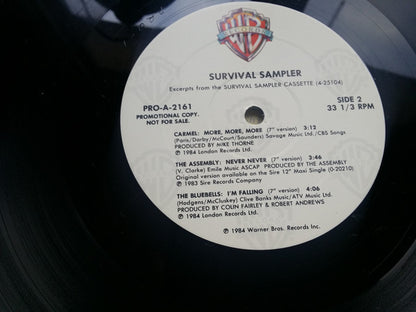 WB
RECORDS
SURVIVAL SAMPLER
Excerpts from the SURVIVAL SAMPLER CASSETTE (4-25104)
PRO-A-2161
PROMOTIONAL COPY.
NOT FOR SALE.
SIDE 2
33 1/3 RPM
CARMEL: MORE, MORE, MORE (7" version) 3:12
(Paris/Darby/McCourt/Saunders) Savage Music Ltd./CBS Songs
PRODUCED BY MIKE THORNE
℗ 1984 London Records Ltd.
THE ASSEMBLY: NEVER NEVER (7" version) 3:46
(V. Clarke) Emile Music ASCAP. PRODUCED BY THE ASSEMBLY
Original version available on the Sire 12" Maxi Single (0-20210)
℗ 1983 Sire Records Company
THE BLUEBELLS: I'M FALLING (7" version) 4:06
(Hodgens/McCluskey) Clive Banks Music/ATV Music Ltd.
PRODUCED BY COLIN FAIRLEY & ROBERT ANDREWS
℗ 1984 London Records Ltd.
℗ 1984 Warner Bros. Records Inc.